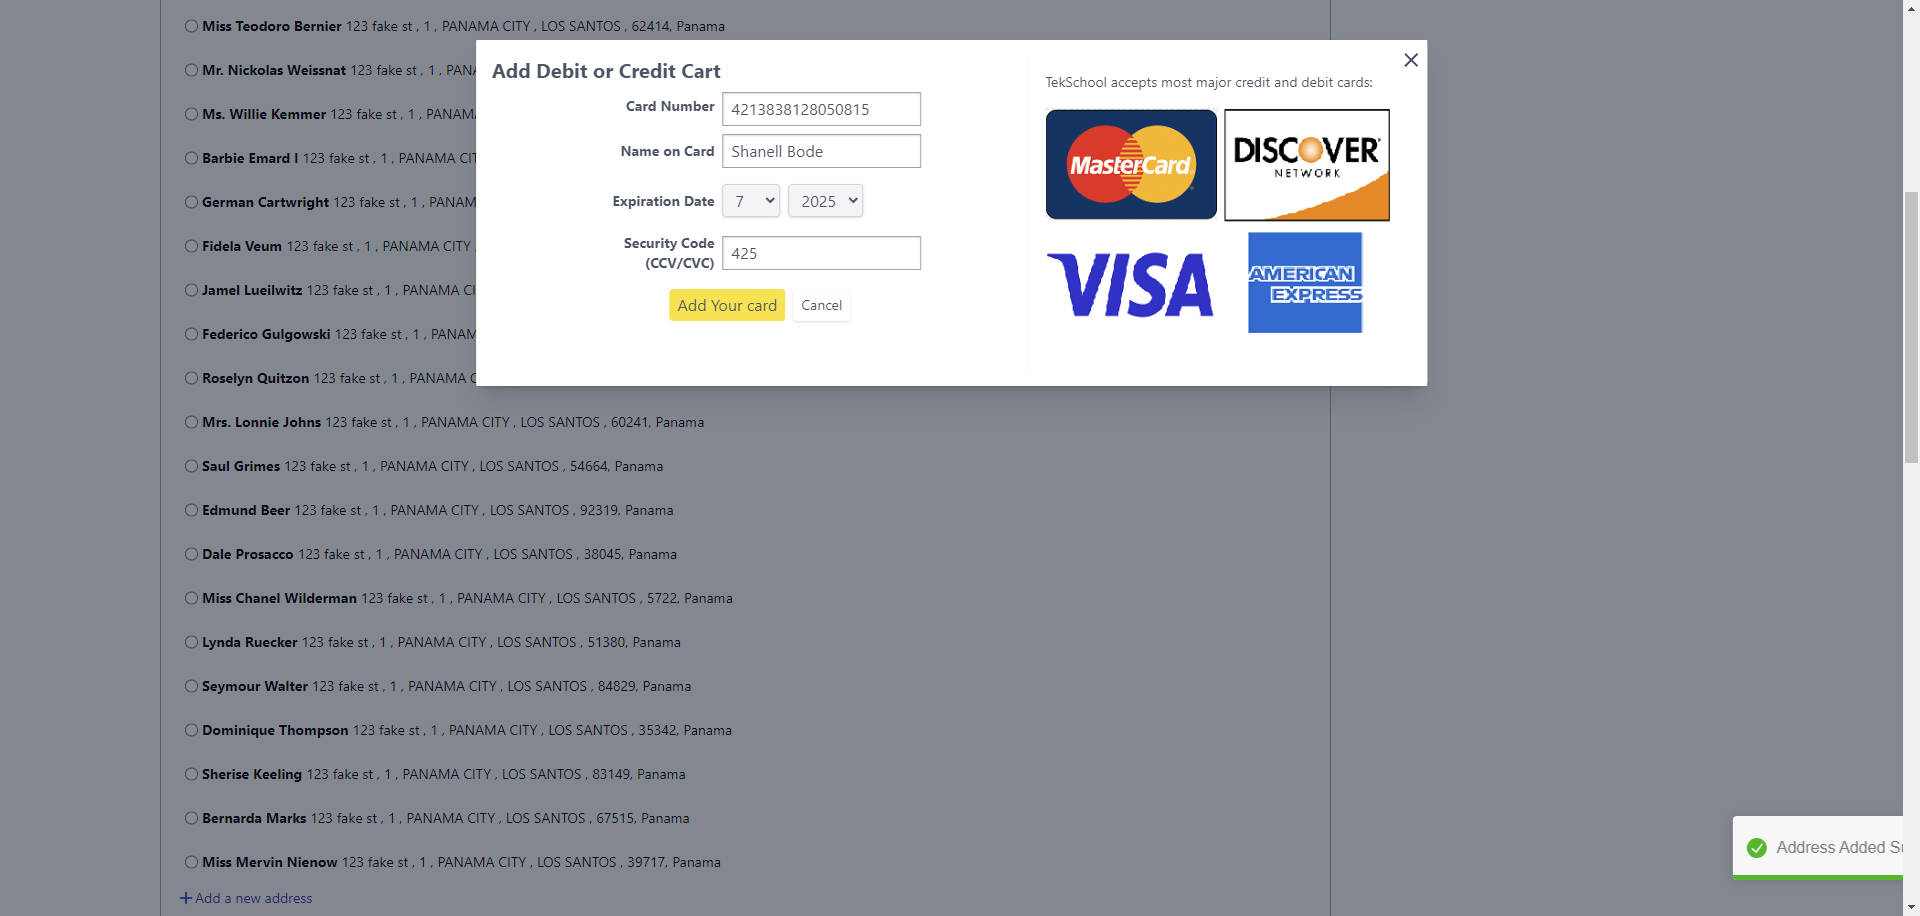 Miss Teodoro Bernier 123 fake st , 1 , PANAMA CITY , LOS SANTOS , 62414, Panama
Mr. Nickolas Weissnat 123 fake st , 1 , PANA
Ms. Willie Kemmer 123 fake st , 1 , PANAM
Barbie Emard I 123 fake st , 1 , PANAMA CIT
German Cartwright 123 fake st , 1 , PANAM
Fidela Veum 123 fake st , 1 , PANAMA CITY ,
Jamel Lueilwitz 123 fake st , 1 , PANAMA CI
Federico Gulgowski 123 fake st , 1 , PANAM
Roselyn Quitzon 123 fake st , 1 , PANAMA C
Add Debit or Credit Cart
Card Number 4213838128050815
Name on Card Shanell Bode
Expiration Date 7 2025
Security Code
(CCV/CVC) 425
Add Your card Cancel
TekSchool accepts most major credit and debit cards:
MasterCard
DISCOVER
NETWORK
VISA
AMERICAN
EXPRESS
Mrs. Lonnie Johns 123 fake st , 1 , PANAMA CITY , LOS SANTOS , 60241, Panama
Saul Grimes 123 fake st , 1 , PANAMA CITY , LOS SANTOS , 54664, Panama
Edmund Beer 123 fake st , 1 , PANAMA CITY , LOS SANTOS , 92319, Panama
Dale Prosacco 123 fake st , 1 , PANAMA CITY , LOS SANTOS , 38045, Panama
Miss Chanel Wilderman 123 fake st , 1 , PANAMA CITY , LOS SANTOS , 5722, Panama
Lynda Ruecker 123 fake st , 1 , PANAMA CITY , LOS SANTOS , 51380, Panama
Seymour Walter 123 fake st , 1 , PANAMA CITY , LOS SANTOS , 84829, Panama
Dominique Thompson 123 fake st , 1 , PANAMA CITY , LOS SANTOS , 35342, Panama
Sherise Keeling 123 fake st , 1 , PANAMA CITY , LOS SANTOS , 83149, Panama
Bernarda Marks 123 fake st , 1 , PANAMA CITY , LOS SANTOS , 67515, Panama
Miss Mervin Nienow 123 fake st , 1 , PANAMA CITY , LOS SANTOS , 39717, Panama
Add a new address
Address Added S